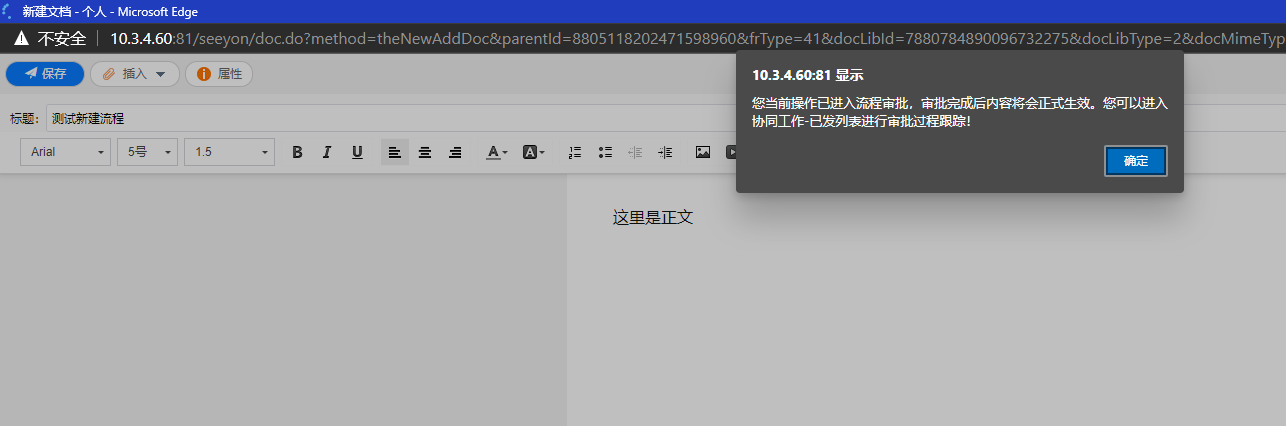 新建文档 - 个人 - Microsoft Edge
不安全 10.3.4.60:81/seeyon/doc.do?method=theNewAddDoc&parentId=8805118202471598960&frType=41&docLibId=7880784890096732275&docLibType=2&docMimeTyp
保存 插入 属性
10.3.4.60:81 显示
您当前操作已进入流程审批，审批完成后内容将会正式生效。您可以进入
协同工作-已发列表进行审批过程跟踪！
确定
标题： 测试新建流程
Arial 5号 1.5 B I U A A
这里是正文